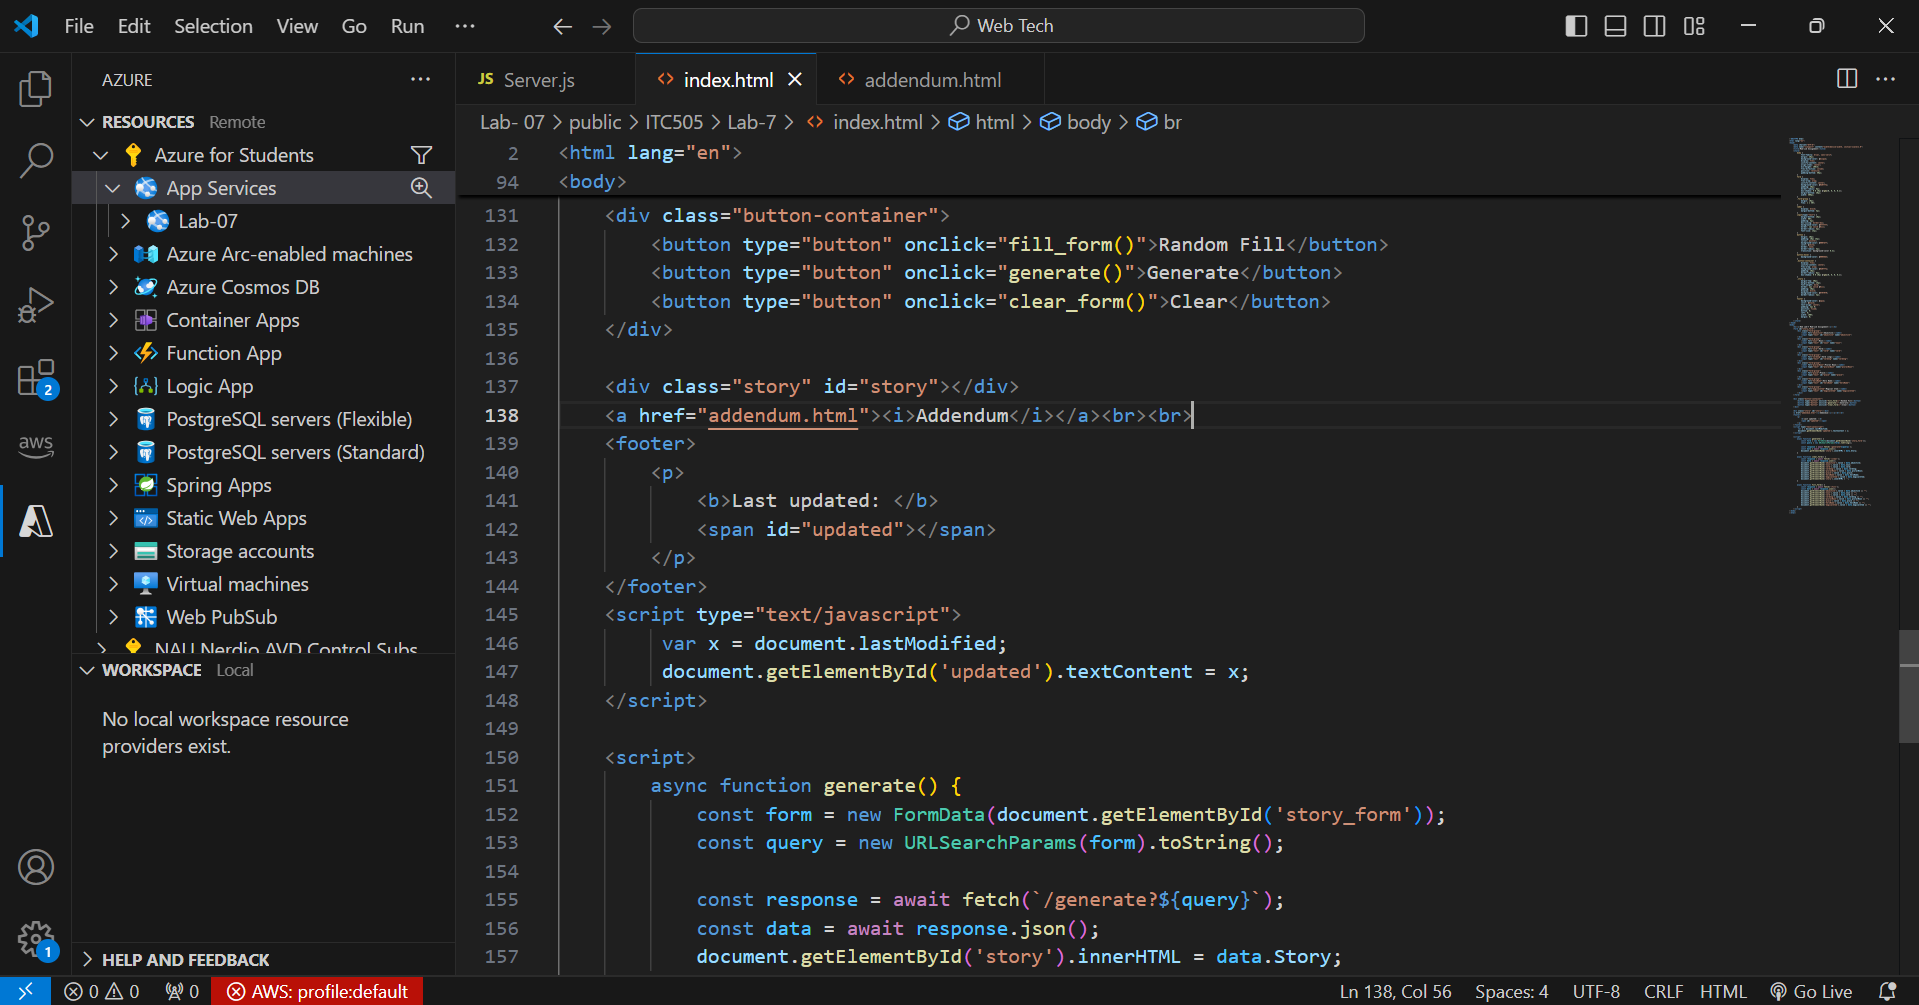 File Edit Selection View Go Run
Web Tech
AZURE
RESOURCES Remote
Azure for Students
App Services
Lab-07
Azure Arc-enabled machines
Azure Cosmos DB
Container Apps
Function App
Logic App
PostgreSQL servers (Flexible)
PostgreSQL servers (Standard)
Spring Apps
Static Web Apps
Storage accounts
Virtual machines
Web PubSub
NAU Nerdio AVD Control Subs
WORKSPACE Local
No local workspace resource
providers exist.
HELP AND FEEDBACK
2
aws
1
JS Server.js
index.html
addendum.html
Lab- 07 > public > ITC505 > Lab-7 > index.html > html > body > br
2 <html lang="en">
94 <body>
131 <div class="button-container">
132 <button type="button" onclick="fill_form()">Random Fill</button>
133 <button type="button" onclick="generate()">Generate</button>
134 <button type="button" onclick="clear_form()">Clear</button>
135 </div>
136
137 <div class="story" id="story"></div>
138 <a href="addendum.html"><i>Addendum</i></a><br><br>
139 <footer>
140 <p>
141 <b>Last updated: </b>
142 <span id="updated"></span>
143 </p>
144 </footer>
145 <script type="text/javascript">
146 var x = document.lastModified;
147 document.getElementById('updated').textContent = x;
148 </script>
149
150 <script>
151 async function generate() {
152 const form = new FormData(document.getElementById('story_form'));
153 const query = new URLSearchParams(form).toString();
154
155 const response = await fetch(`/generate?${query}`);
156 const data = await response.json();
157 document.getElementById('story').innerHTML = data.Story;
0 0 0 AWS: profile:default
Ln 138, Col 56 Spaces: 4 UTF-8 CRLF HTML Go Live